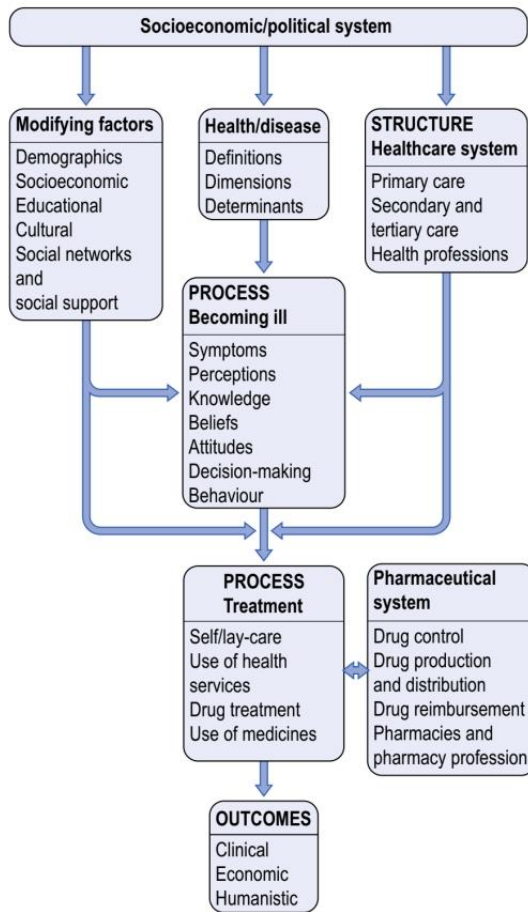 Socioeconomic/political system
Modifying factors
Demographics
Socioeconomic
Educational
Cultural
Social networks
and
social support
Health/disease
Definitions
Dimensions
Determinants
STRUCTURE
Healthcare system
Primary care
Secondary and
tertiary care
Health professions
PROCESS
Becoming ill
Symptoms
Perceptions
Knowledge
Beliefs
Attitudes
Decision-making
Behaviour
PROCESS
Treatment
Self/lay-care
Use of health
services
Drug treatment
Use of medicines
Pharmaceutical
system
Drug control
Drug production
and distribution
Drug reimbursement
Pharmacies and
pharmacy profession
OUTCOMES
Clinical
Economic
Humanistic